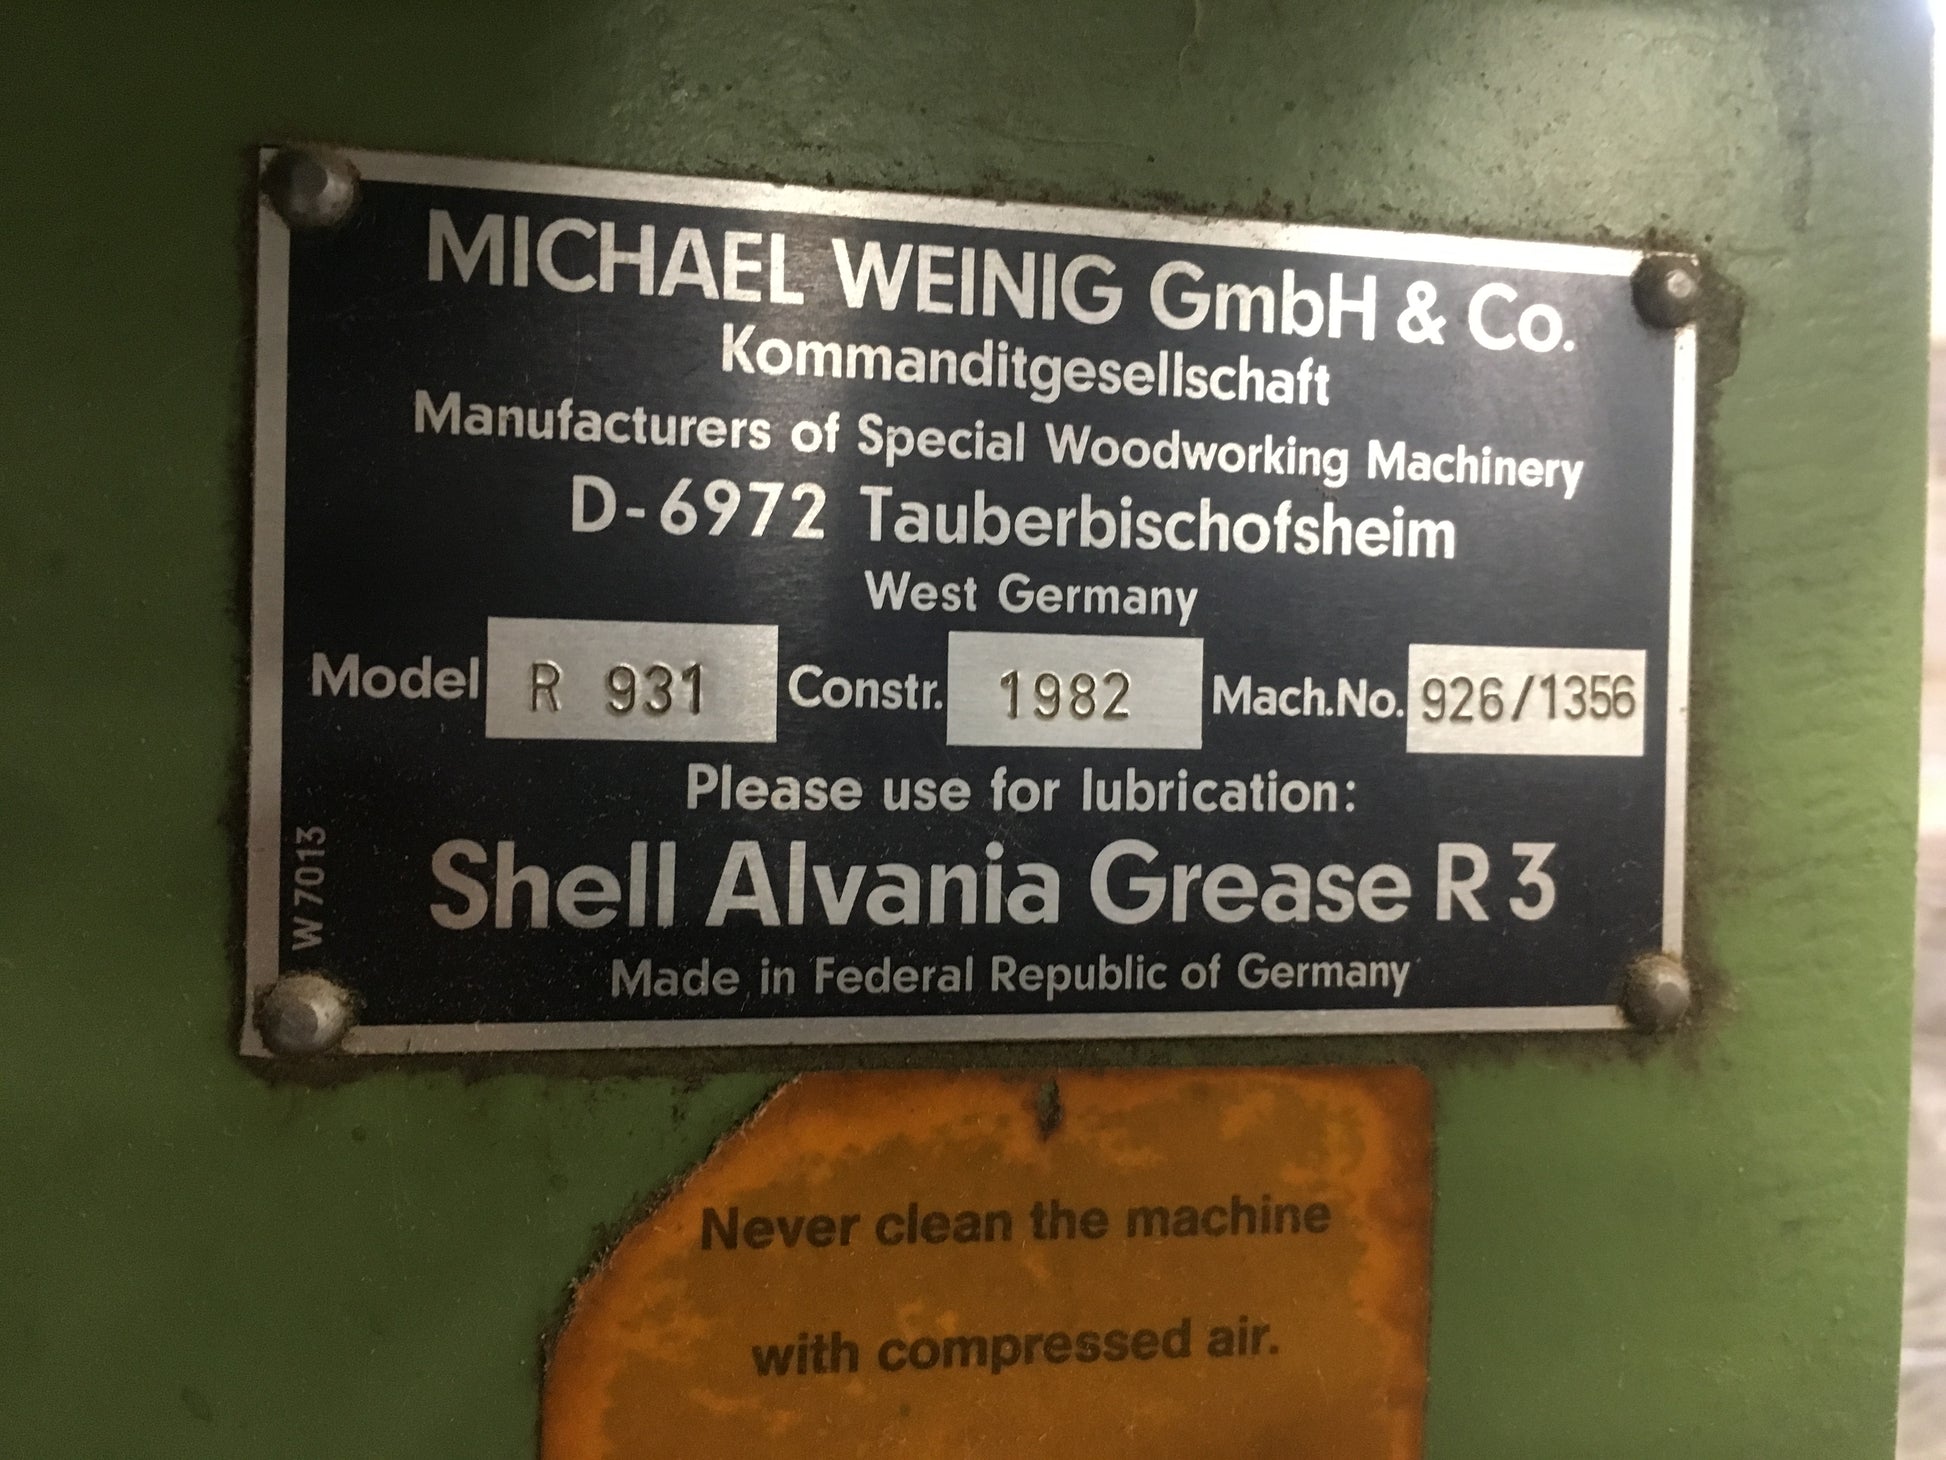 MICHAEL WEINIG GmbH & Co.
Kommanditgesellschaft
Manufacturers of Special Woodworking Machinery
D-6972 Tauberbischofsheim
West Germany
Model R 931 Constr. 1982 Mach.No. 926/1356
Please use for lubrication:
Shell Alvania Grease R 3
Made in Federal Republic of Germany
W 7013
Never clean the machine
with compressed air.